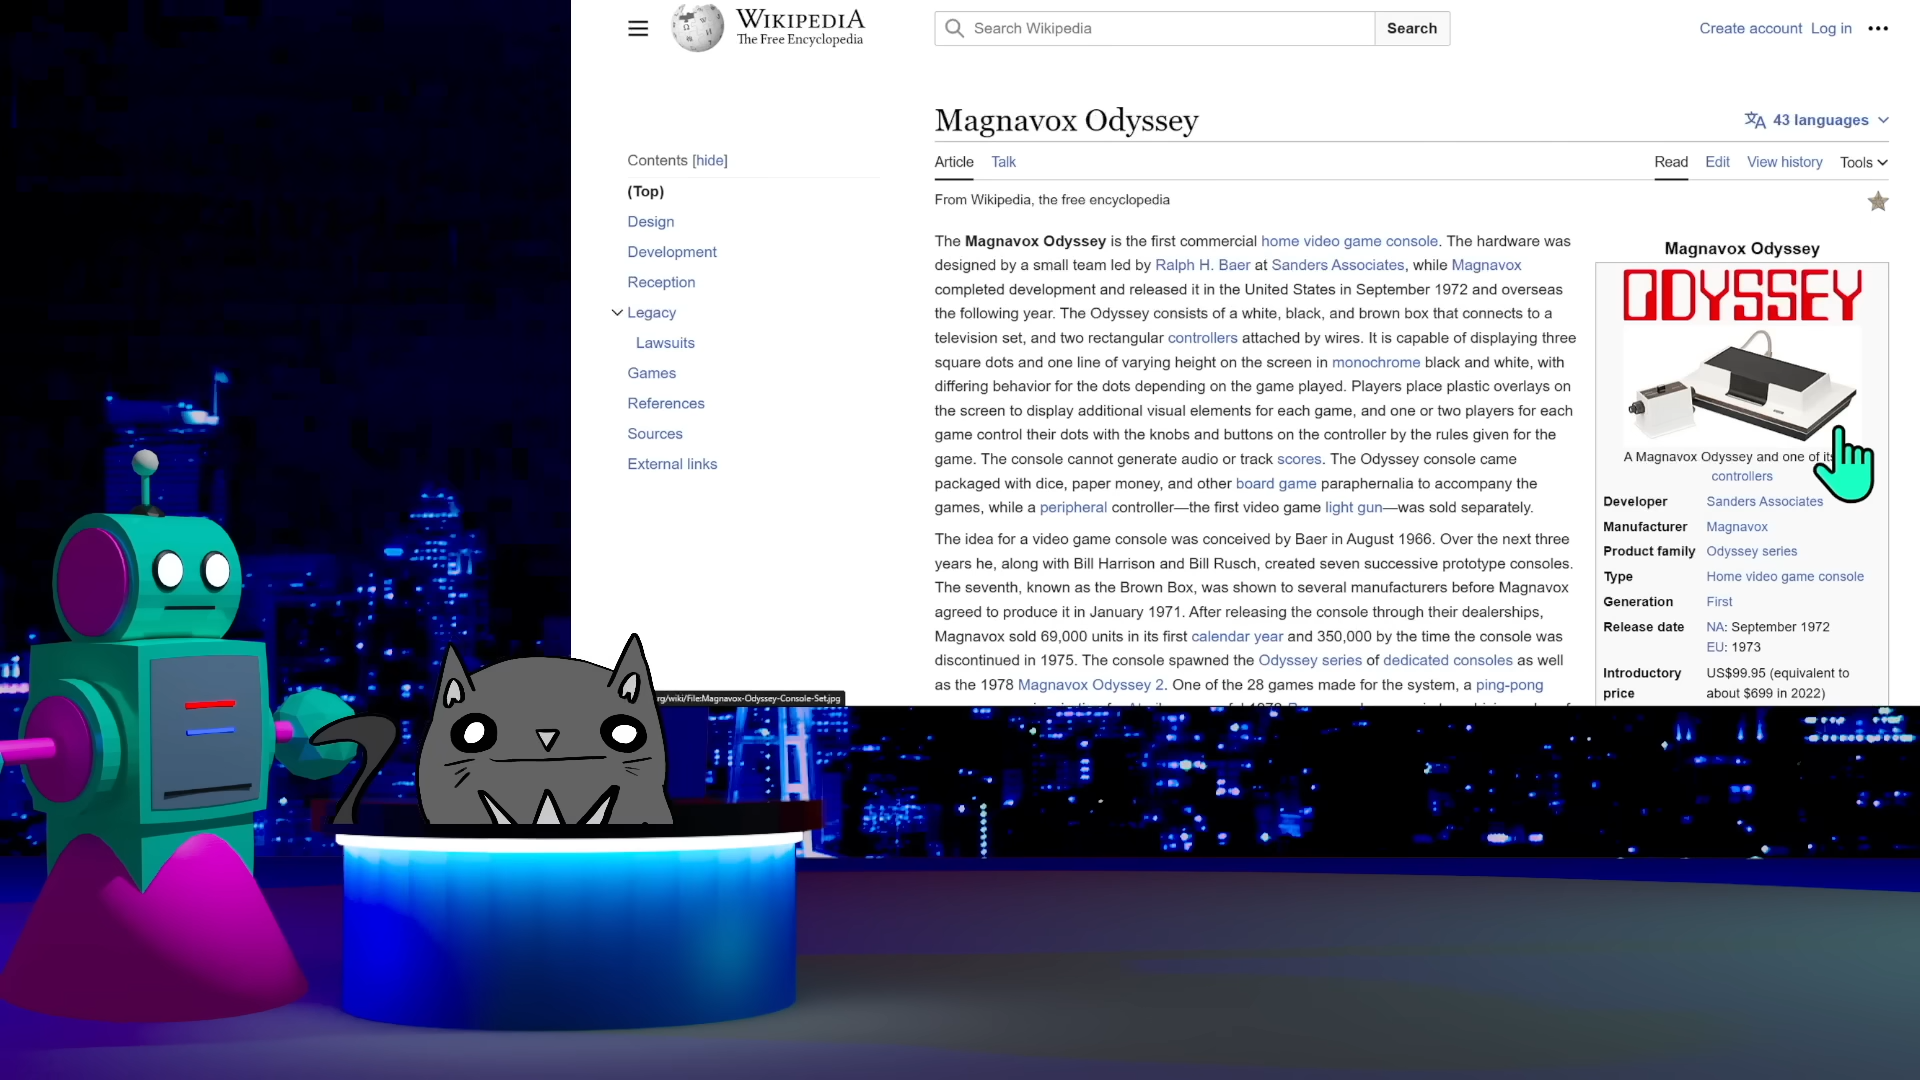 WIKIPEDIA
The Free Encyclopedia
Search Wikipedia
Search
Create account Log in
Magnavox Odyssey
43 languages
Article Talk
Read Edit View history Tools
From Wikipedia, the free encyclopedia
Contents [hide]
(Top)
Design
Development
Reception
Legacy
Lawsuits
Games
References
Sources
External links
The Magnavox Odyssey is the first commercial home video game console. The hardware was
designed by a small team led by Ralph H. Baer at Sanders Associates, while Magnavox
completed development and released it in the United States in September 1972 and overseas
the following year. The Odyssey consists of a white, black, and brown box that connects to a
television set, and two rectangular controllers attached by wires. It is capable of displaying three
square dots and one line of varying height on the screen in monochrome black and white, with
differing behavior for the dots depending on the game played. Players place plastic overlays on
the screen to display additional visual elements for each game, and one or two players for each
game control their dots with the knobs and buttons on the controller by the rules given for the
game. The console cannot generate audio or track scores. The Odyssey console came
packaged with dice, paper money, and other board game paraphernalia to accompany the
games, while a peripheral controller—the first video game light gun—was sold separately.
The idea for a video game console was conceived by Baer in August 1966. Over the next three
years he, along with Bill Harrison and Bill Rusch, created seven successive prototype consoles.
The seventh, known as the Brown Box, was shown to several manufacturers before Magnavox
agreed to produce it in January 1971. After releasing the console through their dealerships,
Magnavox sold 69,000 units in its first calendar year and 350,000 by the time the console was
discontinued in 1975. The console spawned the Odyssey series of dedicated consoles as well
as the 1978 Magnavox Odyssey 2. One of the 28 games made for the system, a ping-pong
Magnavox Odyssey
ODYSSEY
A Magnavox Odyssey and one of its
controllers
Developer Sanders Associates
Manufacturer Magnavox
Product family Odyssey series
Type Home video game console
Generation First
Release date NA: September 1972
EU: 1973
Introductory US$99.95 (equivalent to
price about $699 in 2022)
rg/wiki/File:Magnavox-Odyssey-Console-Set.jpg